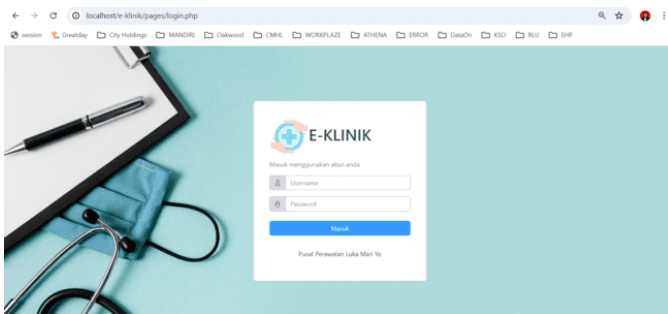 localhost/e-klinik/pages/login.php
session Greatday City Holdings MANDIRI Oakwood CMHL WORKPLAZE ATHENA ERROR DataOn KSO RLU EHP
E-KLINIK
Masuk menggunakan akun anda
Username
Password
Masuk
Pusat Perawatan Luka Mari Yo